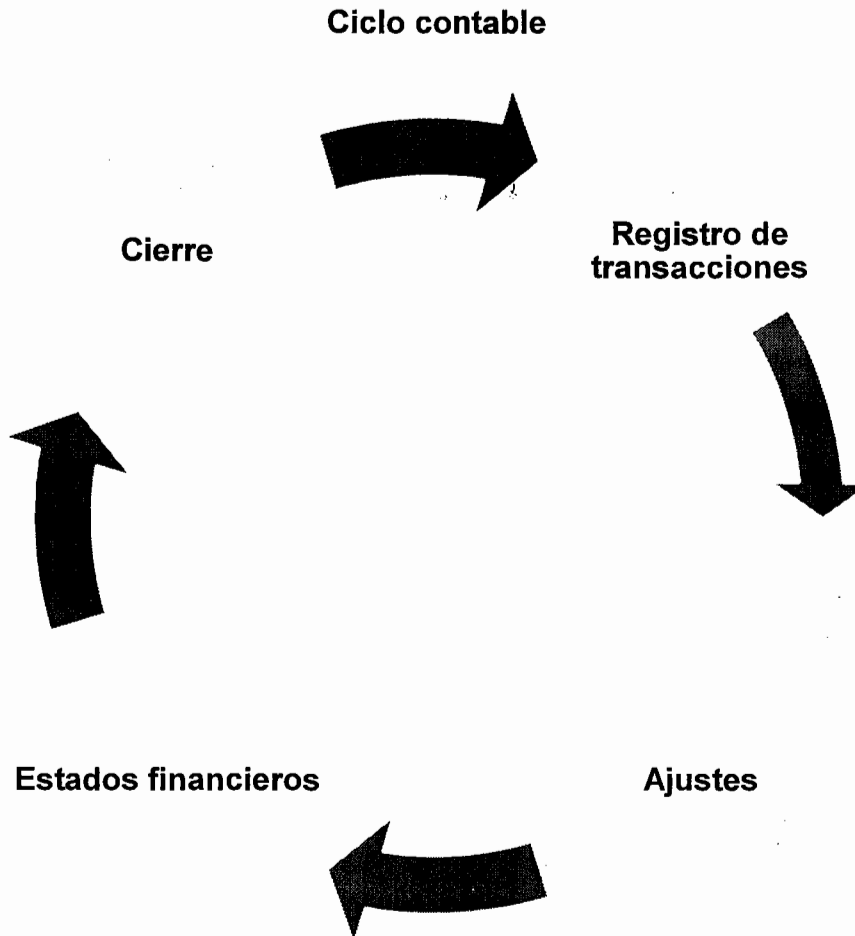 Ciclo contable
Cierre
Registro de
transacciones
Estados financieros
Ajustes